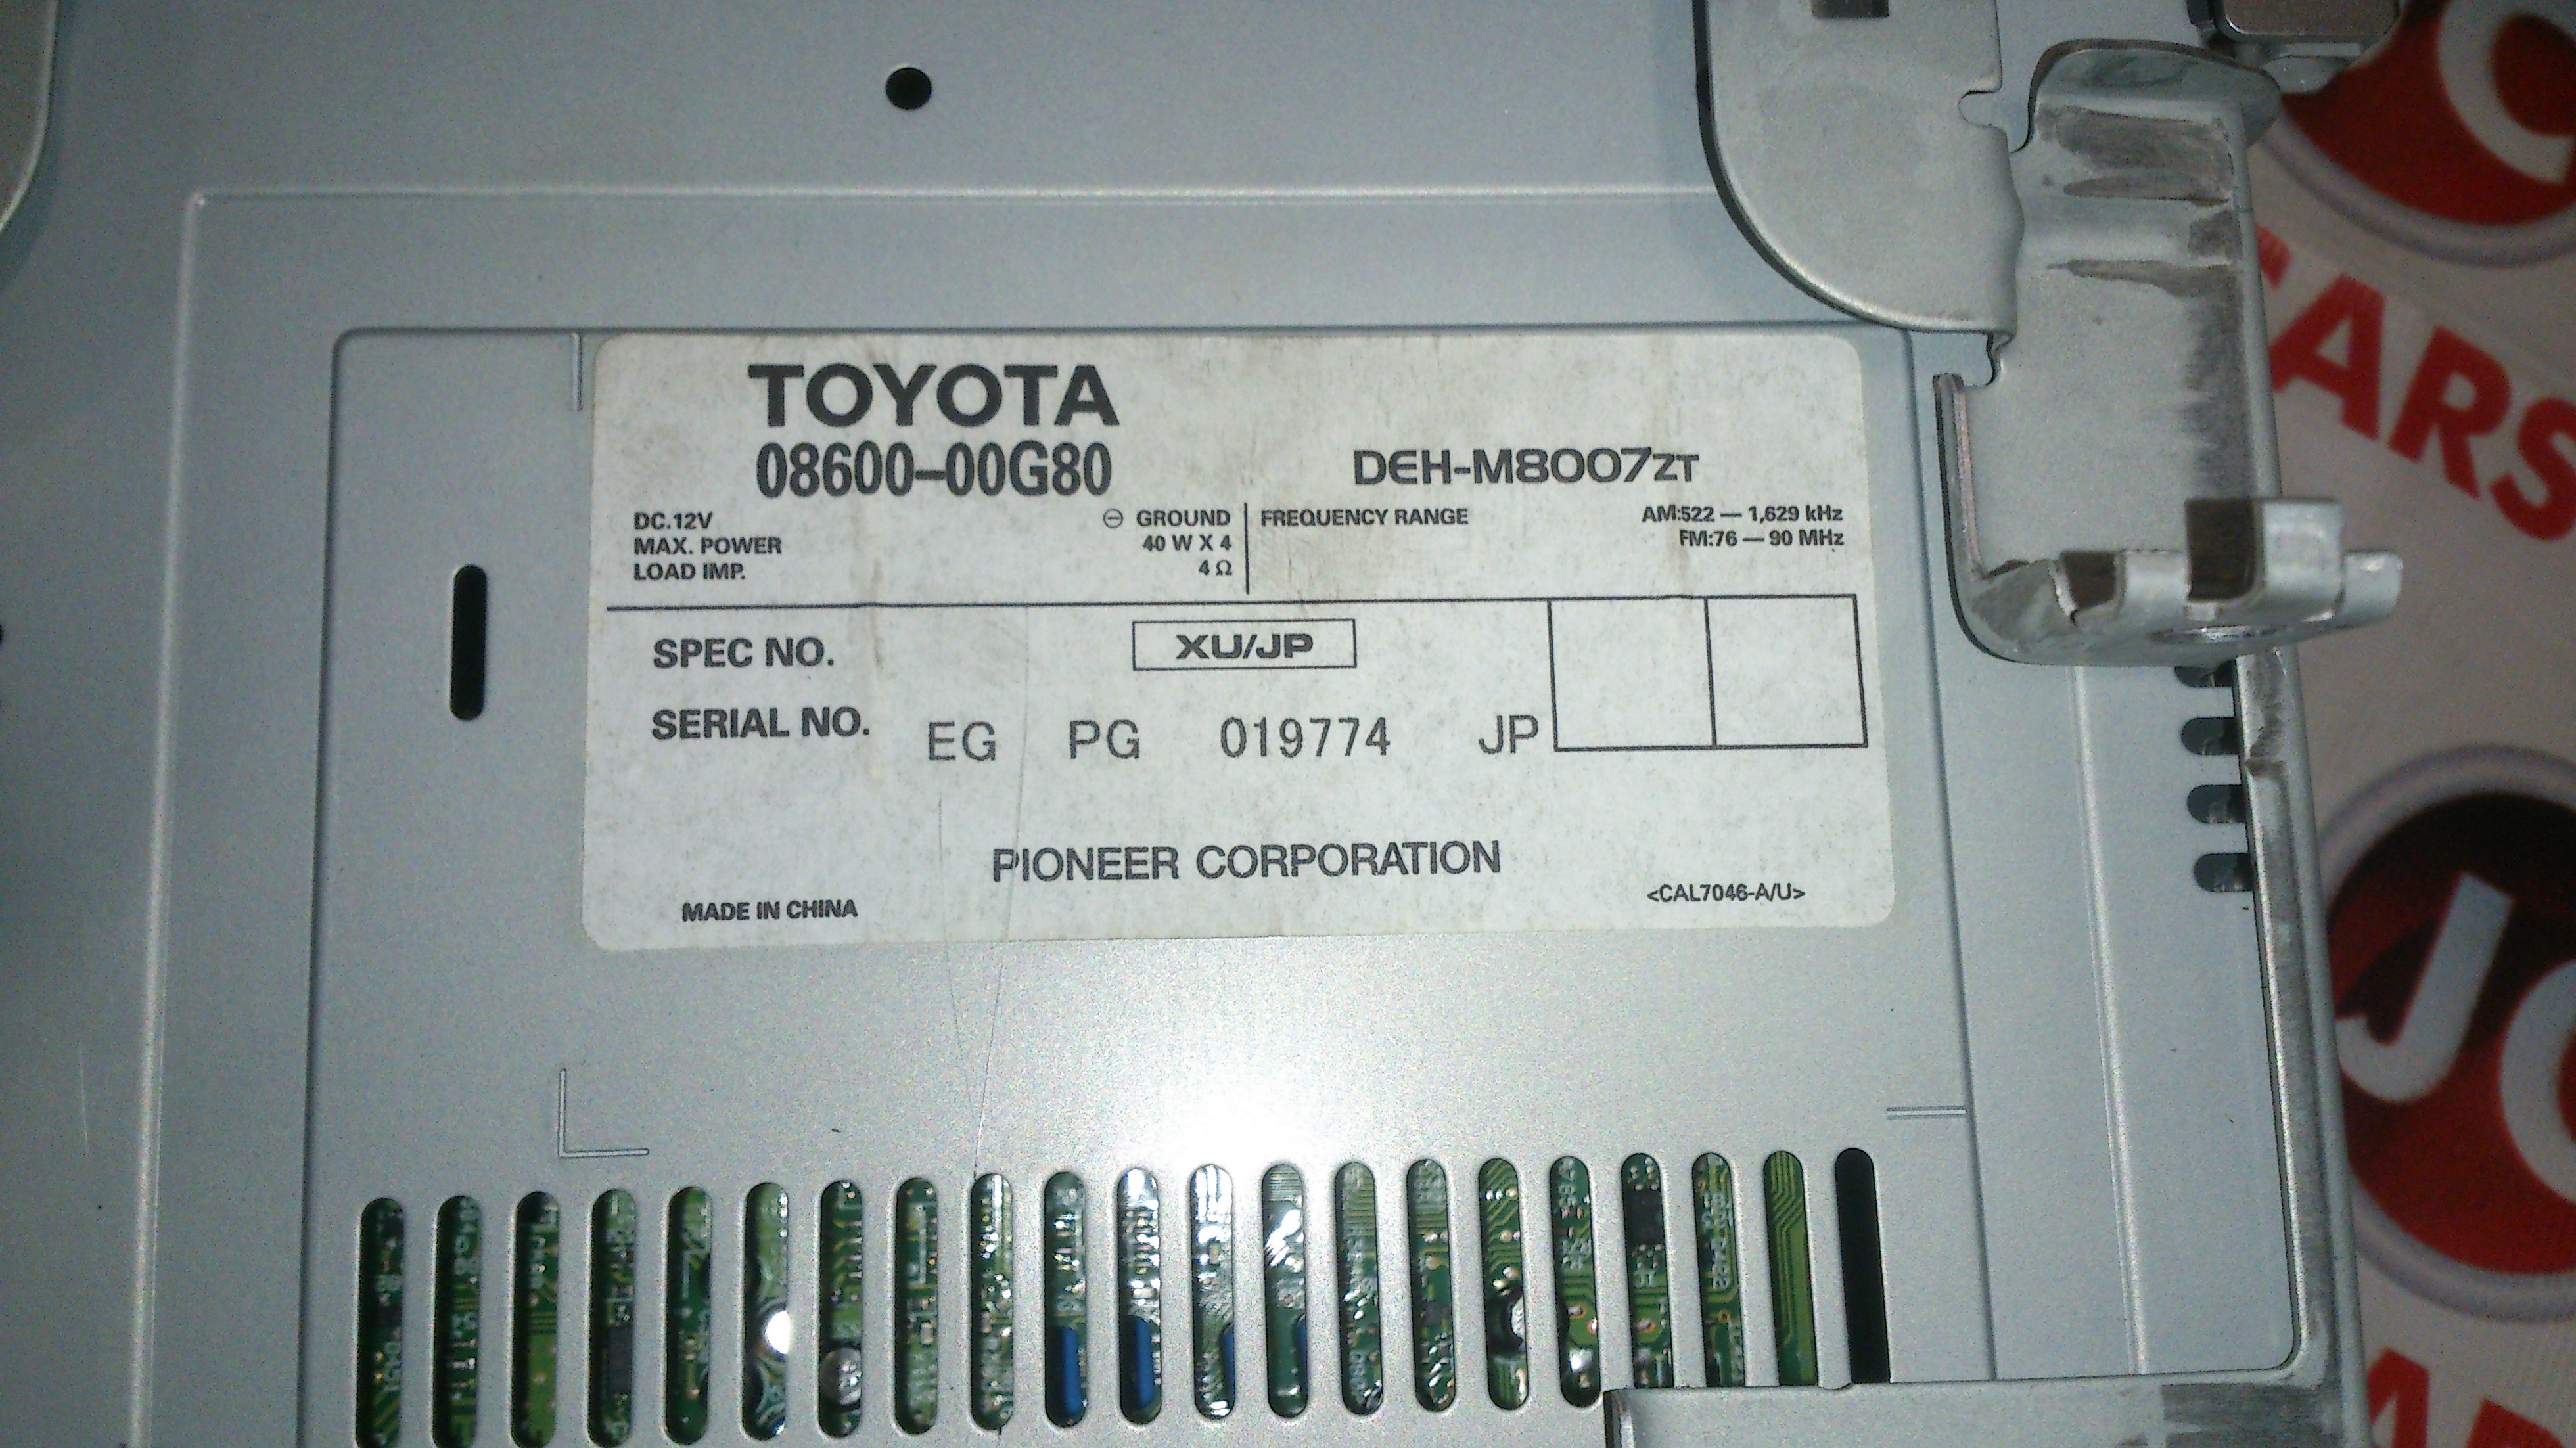 TOYOTA
08600-00G80
DEH-M8007ZT
DC.12V ⊖ GROUND
MAX. POWER 40 W X 4
LOAD IMP. 4 Ω
FREQUENCY RANGE AM:522 — 1,629 kHz
FM:76 — 90 MHz
SPEC NO. XU/JP
SERIAL NO. EG PG 019774 JP
PIONEER CORPORATION
MADE IN CHINA
<CAL7046-A/U>